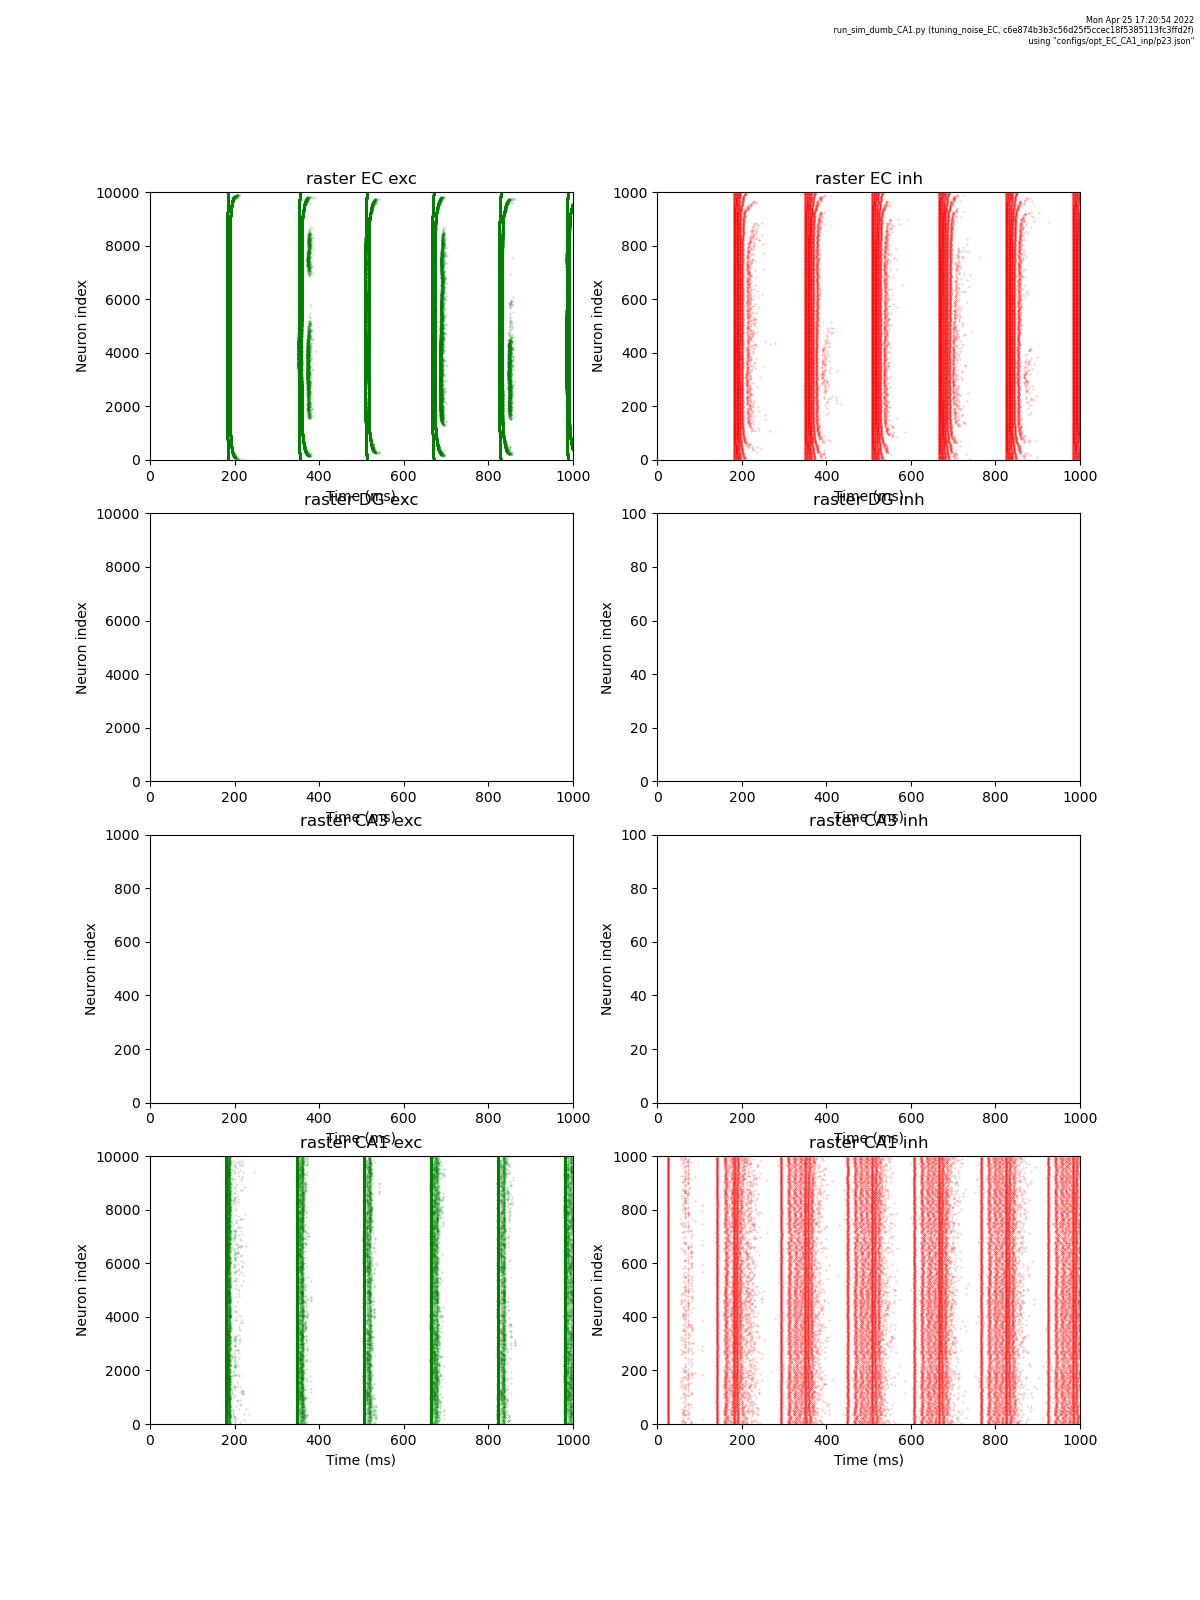 Mon Apr 25 17:20:54 2022
run_sim_dumb_CA1.py (tuning_noise_EC, c6e874b3b3c56d25f5ccec18f5385113fc3ffd2f)
using "configs/opt_EC_CA1_inp/p23.json"
raster EC exc
10000
8000
6000
4000
2000
0
Neuron index
0 200 400 600 800 1000
Time (ms)
raster EC inh
1000
800
600
400
200
0
Neuron index
0 200 400 600 800 1000
Time (ms)
raster DG exc
10000
8000
6000
4000
2000
0
Neuron index
0 200 400 600 800 1000
Time (ms)
raster DG inh
100
80
60
40
20
0
Neuron index
0 200 400 600 800 1000
Time (ms)
raster CA3 exc
1000
800
600
400
200
0
Neuron index
0 200 400 600 800 1000
Time (ms)
raster CA3 inh
100
80
60
40
20
0
Neuron index
0 200 400 600 800 1000
Time (ms)
raster CA1 exc
10000
8000
6000
4000
2000
0
Neuron index
0 200 400 600 800 1000
Time (ms)
raster CA1 inh
1000
800
600
400
200
0
Neuron index
0 200 400 600 800 1000
Time (ms)